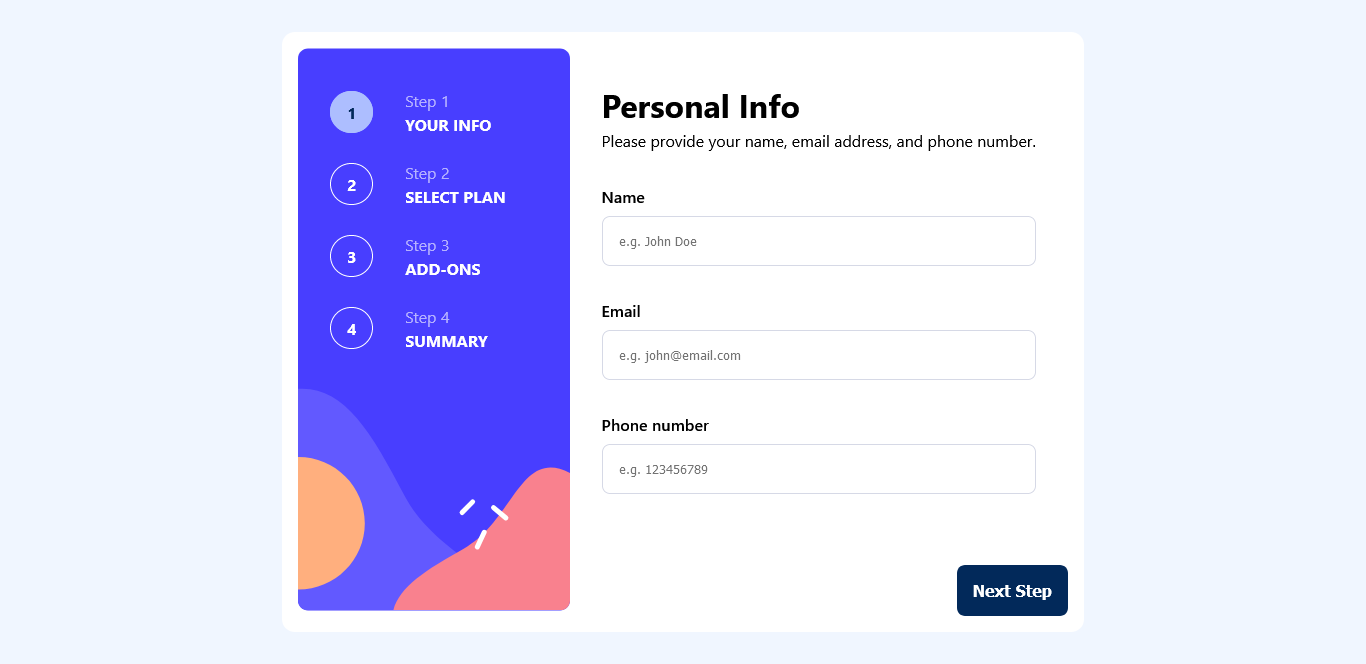 1
Step 1
YOUR INFO
2
Step 2
SELECT PLAN
3
Step 3
ADD-ONS
4
Step 4
SUMMARY
Personal Info
Please provide your name, email address, and phone number.
Name
e.g. John Doe
Email
e.g. john@email.com
Phone number
e.g. 123456789
Next Step